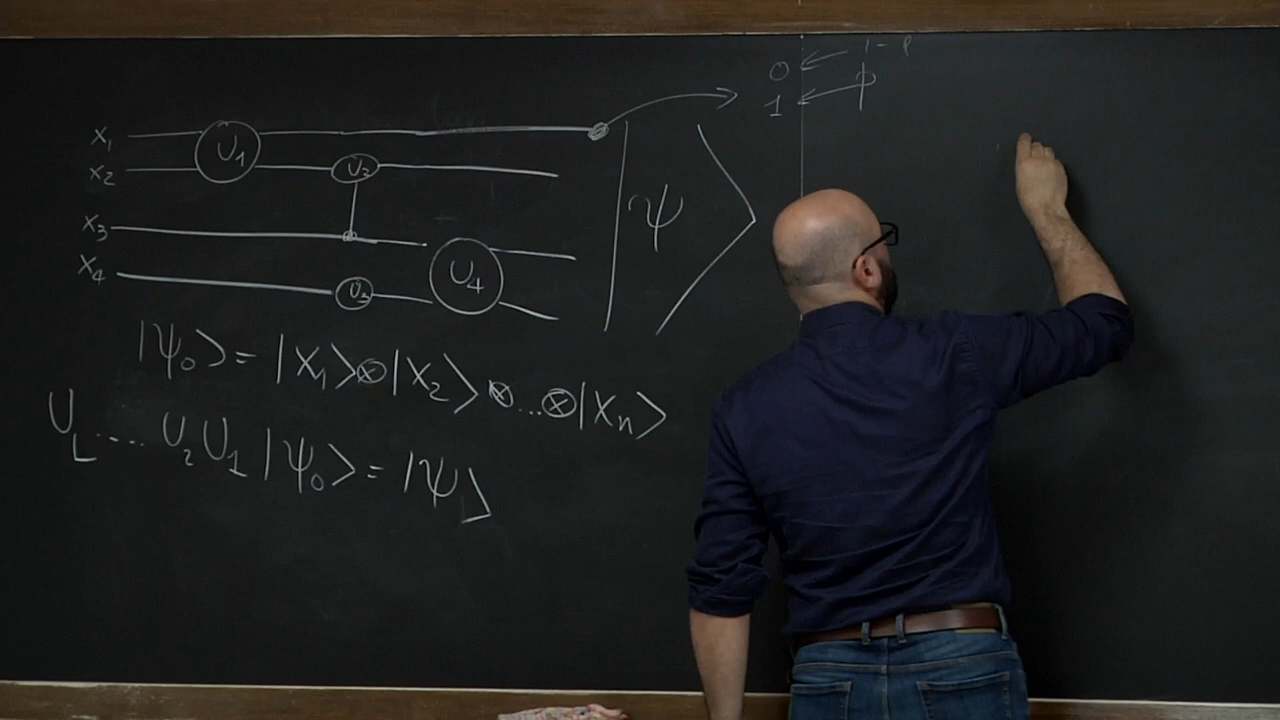 0 ← 1 - p
1 ← p
x₁ U₁
x₂ U₂
|ψ⟩
x₃ U₄
x₄ U₃
|ψ₀⟩ = |x₁⟩⊗|x₂⟩⊗...⊗|xₙ⟩
U_L .... U₂ U₁ |ψ₀⟩ = |ψ⟩